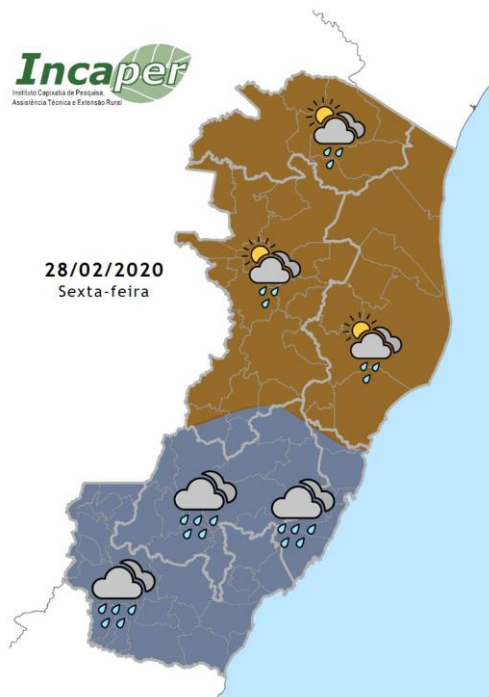 Incaper
Instituto Capixaba de Pesquisa,
Assistência Técnica e Extensão Rural
28/02/2020
Sexta-feira